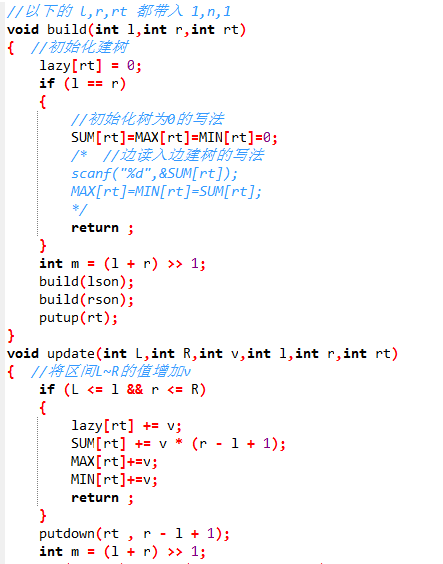 //以下的 l,r,rt 都带入 1,n,1
void build(int l,int r,int rt)
{  //初始化建树
    lazy[rt] = 0;
    if (l == r)
    {
        //初始化树为0的写法
        SUM[rt]=MAX[rt]=MIN[rt]=0;
        /*  //边读入边建树的写法
        scanf("%d",&SUM[rt]);
        MAX[rt]=MIN[rt]=SUM[rt];
        */
        return ;
    }
    int m = (l + r) >> 1;
    build(lson);
    build(rson);
    putup(rt);
}
void update(int L,int R,int v,int l,int r,int rt)
{  //将区间L~R的值增加v
    if (L <= l && r <= R)
    {
        lazy[rt] += v;
        SUM[rt] += v * (r - l + 1);
        MAX[rt]+=v;
        MIN[rt]+=v;
        return ;
    }
    putdown(rt , r - l + 1);
    int m = (l + r) >> 1;